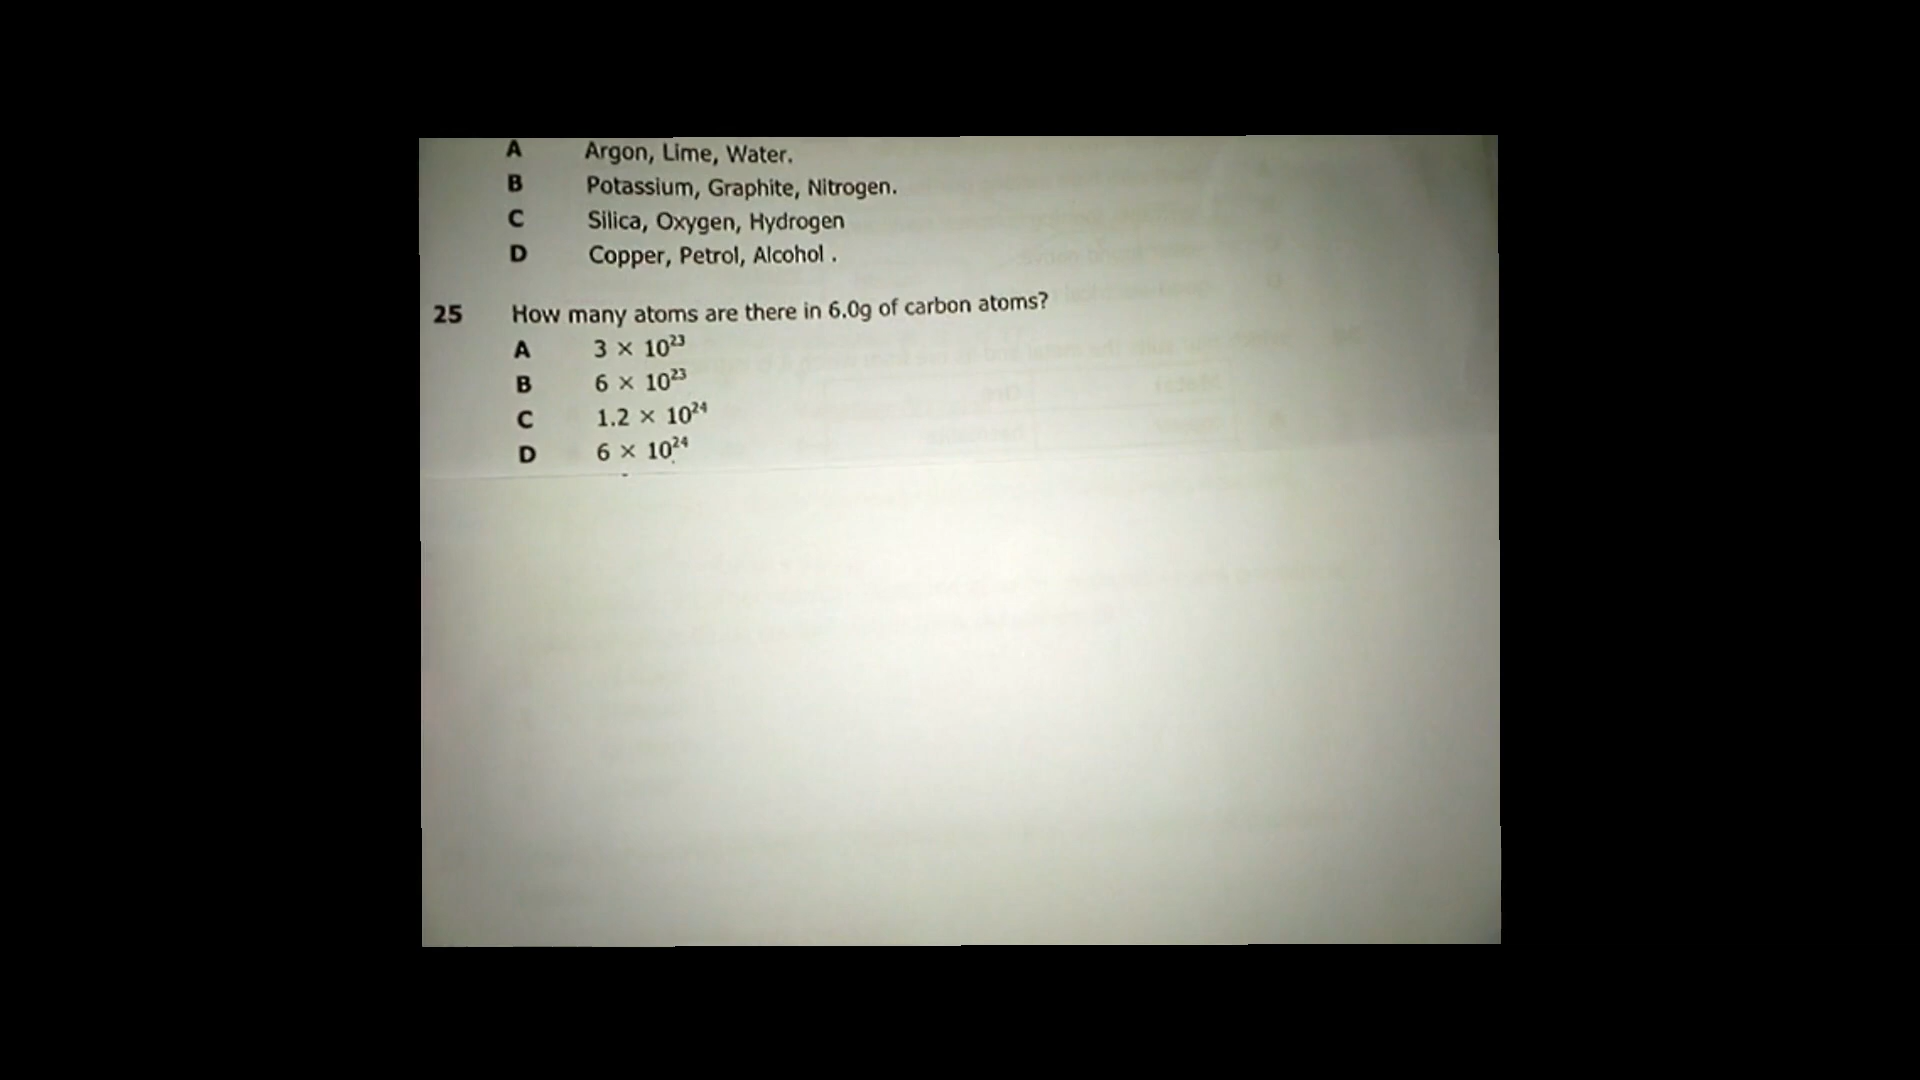 A Argon, Lime, Water.
B Potassium, Graphite, Nitrogen.
C Silica, Oxygen, Hydrogen
D Copper, Petrol, Alcohol .
25 How many atoms are there in 6.0g of carbon atoms?
A 3 × 10²³
B 6 × 10²³
C 1.2 × 10²⁴
D 6 × 10²⁴